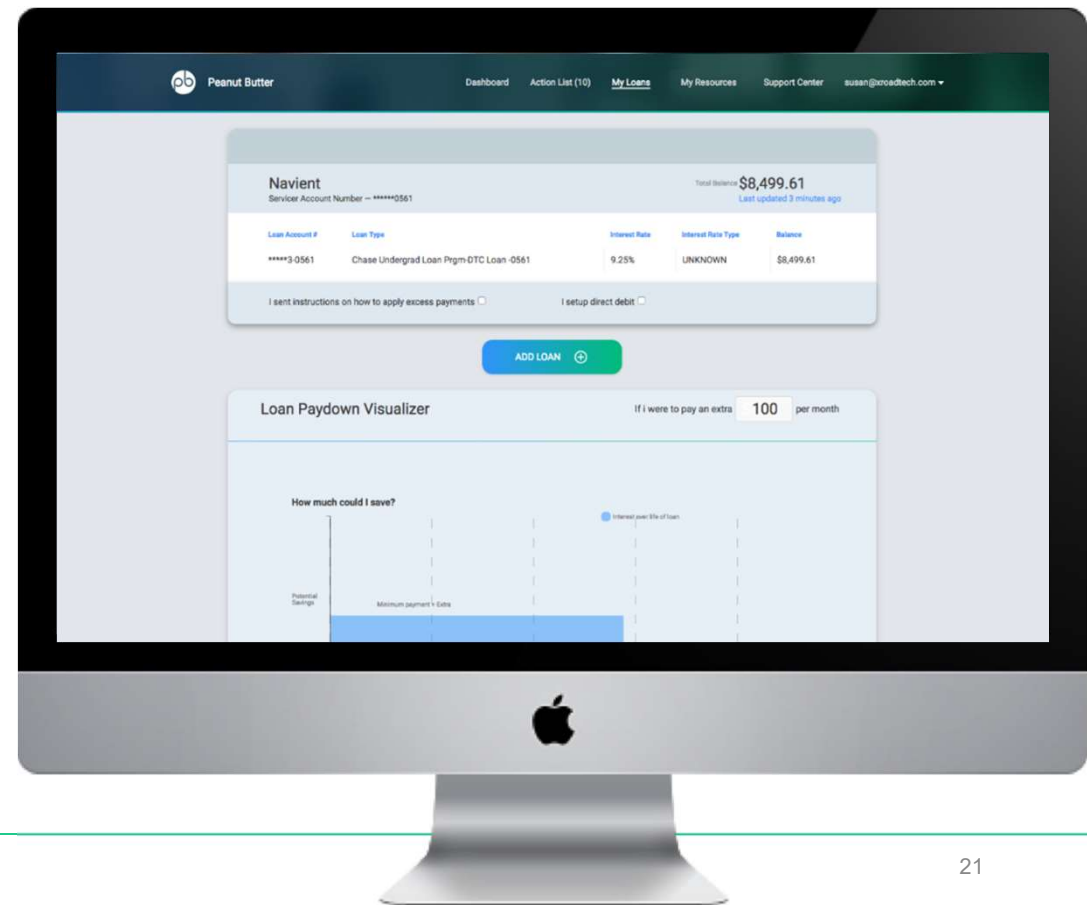 pb Peanut Butter Dashboard Action List (10) My Loans My Resources Support Center susan@xroadtech.com
Navient Total Balance $8,499.61
Servicer Account Number -- ******0561 Last updated 3 minutes ago
Loan Account # Loan Type Interest Rate Interest Rate Type Balance
*****3-0561 Chase Undergrad Loan Prgm-DTC Loan -0561 9.25% UNKNOWN $8,499.61
I sent instructions on how to apply excess payments I setup direct debit
ADD LOAN
Loan Paydown Visualizer If i were to pay an extra 100 per month
How much could I save?
Interest over life of loan
Potential
Savings
Minimum payment + Extra
21